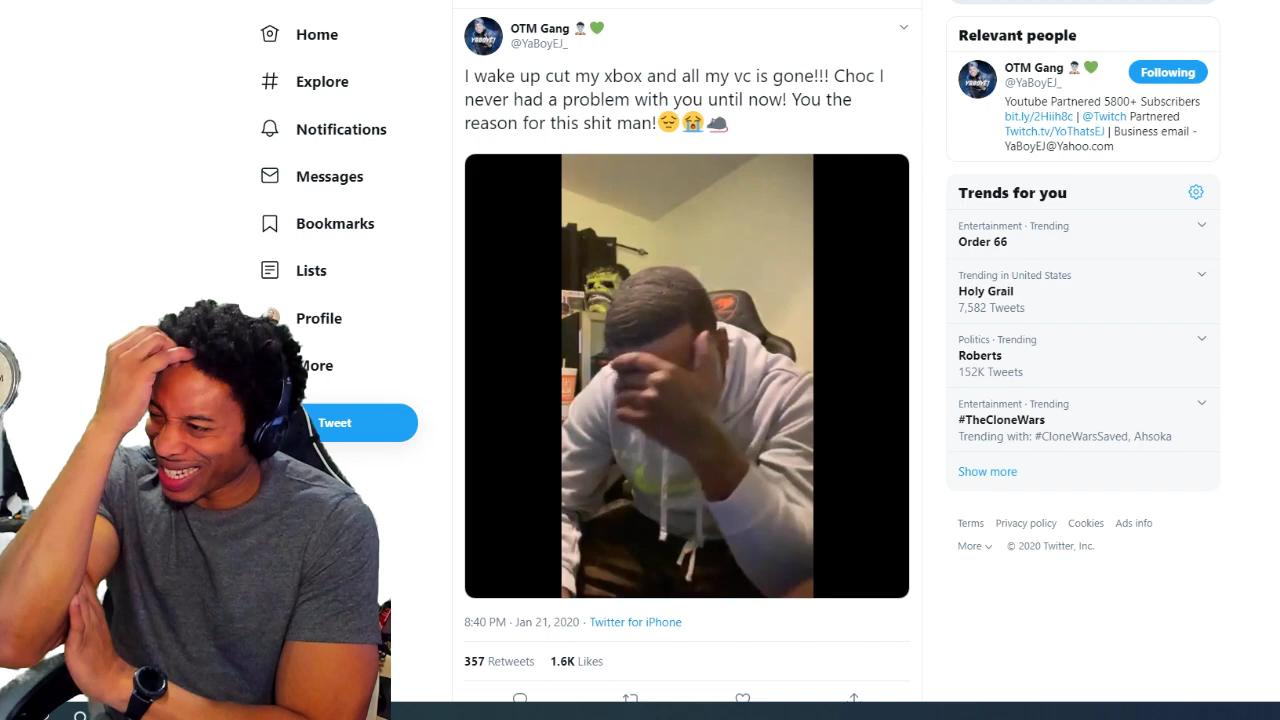 Home
Explore
Notifications
Messages
Bookmarks
Lists
Profile
More
Tweet
OTM Gang
@YaBoyEJ_
I wake up cut my xbox and all my vc is gone!!! Choc I
never had a problem with you until now! You the
reason for this shit man!😔😭🐀
8:40 PM · Jan 21, 2020 · Twitter for iPhone
357 Retweets 1.6K Likes
Relevant people
OTM Gang
@YaBoyEJ_
Following
Youtube Partnered 5800+ Subscribers
bit.ly/2Hiih8c | @Twitch Partnered
Twitch.tv/YoThatsEJ | Business email -
YaBoyEJ@Yahoo.com
Trends for you
Entertainment · Trending
Order 66
Trending in United States
Holy Grail
7,582 Tweets
Politics · Trending
Roberts
152K Tweets
Entertainment · Trending
#TheCloneWars
Trending with: #CloneWarsSaved, Ahsoka
Show more
Terms Privacy policy Cookies Ads info
More © 2020 Twitter, Inc.